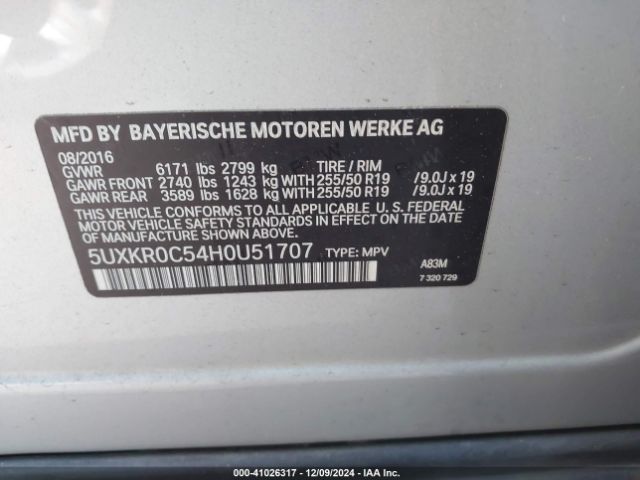 MFD BY BAYERISCHE MOTOREN WERKE AG
08/2016
GVWR 6171 lbs 2799 kg TIRE / RIM
GAWR FRONT 2740 lbs 1243 kg WITH 255/50 R19 /9.0J x 19
GAWR REAR 3589 lbs 1628 kg WITH 255/50 R19 /9.0J x 19
THIS VEHICLE CONFORMS TO ALL APPLICABLE U. S. FEDERAL
MOTOR VEHICLE SAFETY STANDARDS IN EFFECT ON THE
DATE OF MANUFACTURE SHOWN ABOVE.
5UXKR0C54H0U51707 TYPE: MPV
A83M
7 320 729
© - #41026317 - 12/09/2024 - IAA Inc.